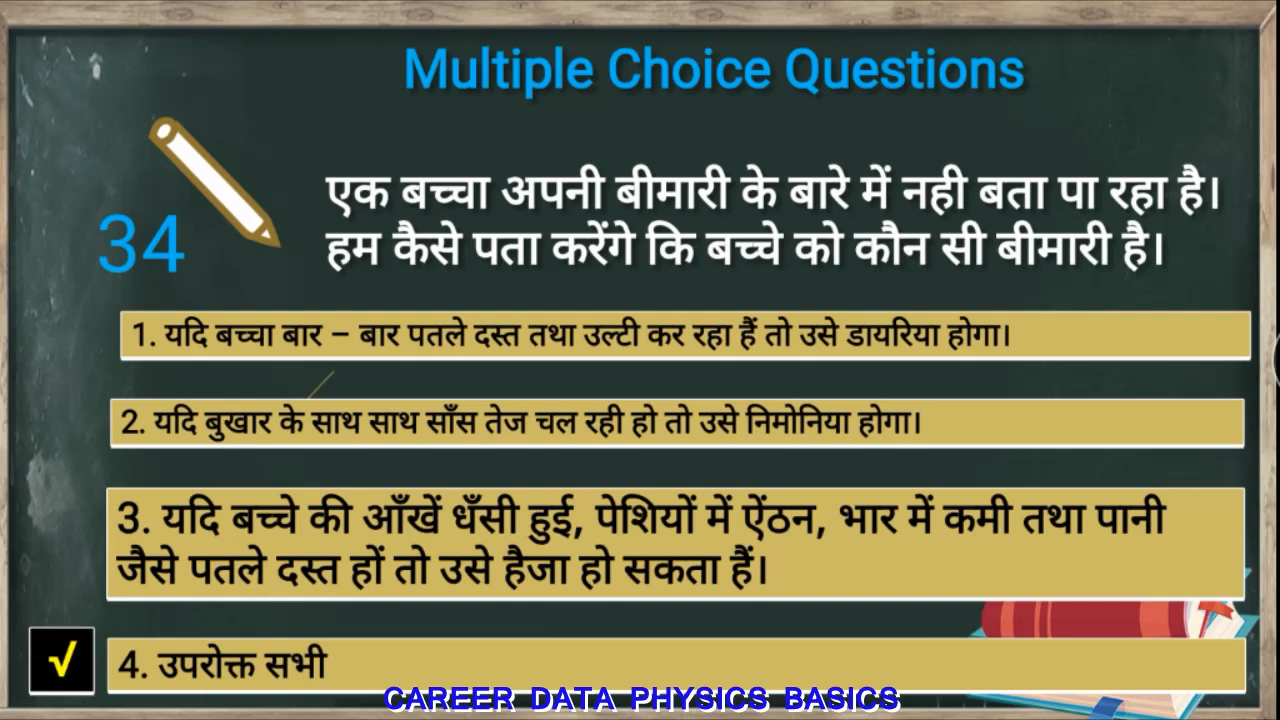 Multiple Choice Questions
34
एक बच्चा अपनी बीमारी के बारे में नही बता पा रहा है।
हम कैसे पता करेंगे कि बच्चे को कौन सी बीमारी है।
1. यदि बच्चा बार – बार पतले दस्त तथा उल्टी कर रहा हैं तो उसे डायरिया होगा।
2. यदि बुखार के साथ साथ साँस तेज चल रही हो तो उसे निमोनिया होगा।
3. यदि बच्चे की आँखें धँसी हुई, पेशियों में ऐंठन, भार में कमी तथा पानी
जैसे पतले दस्त हों तो उसे हैजा हो सकता हैं।
√ 4. उपरोक्त सभी
CAREER DATA PHYSICS BASICS